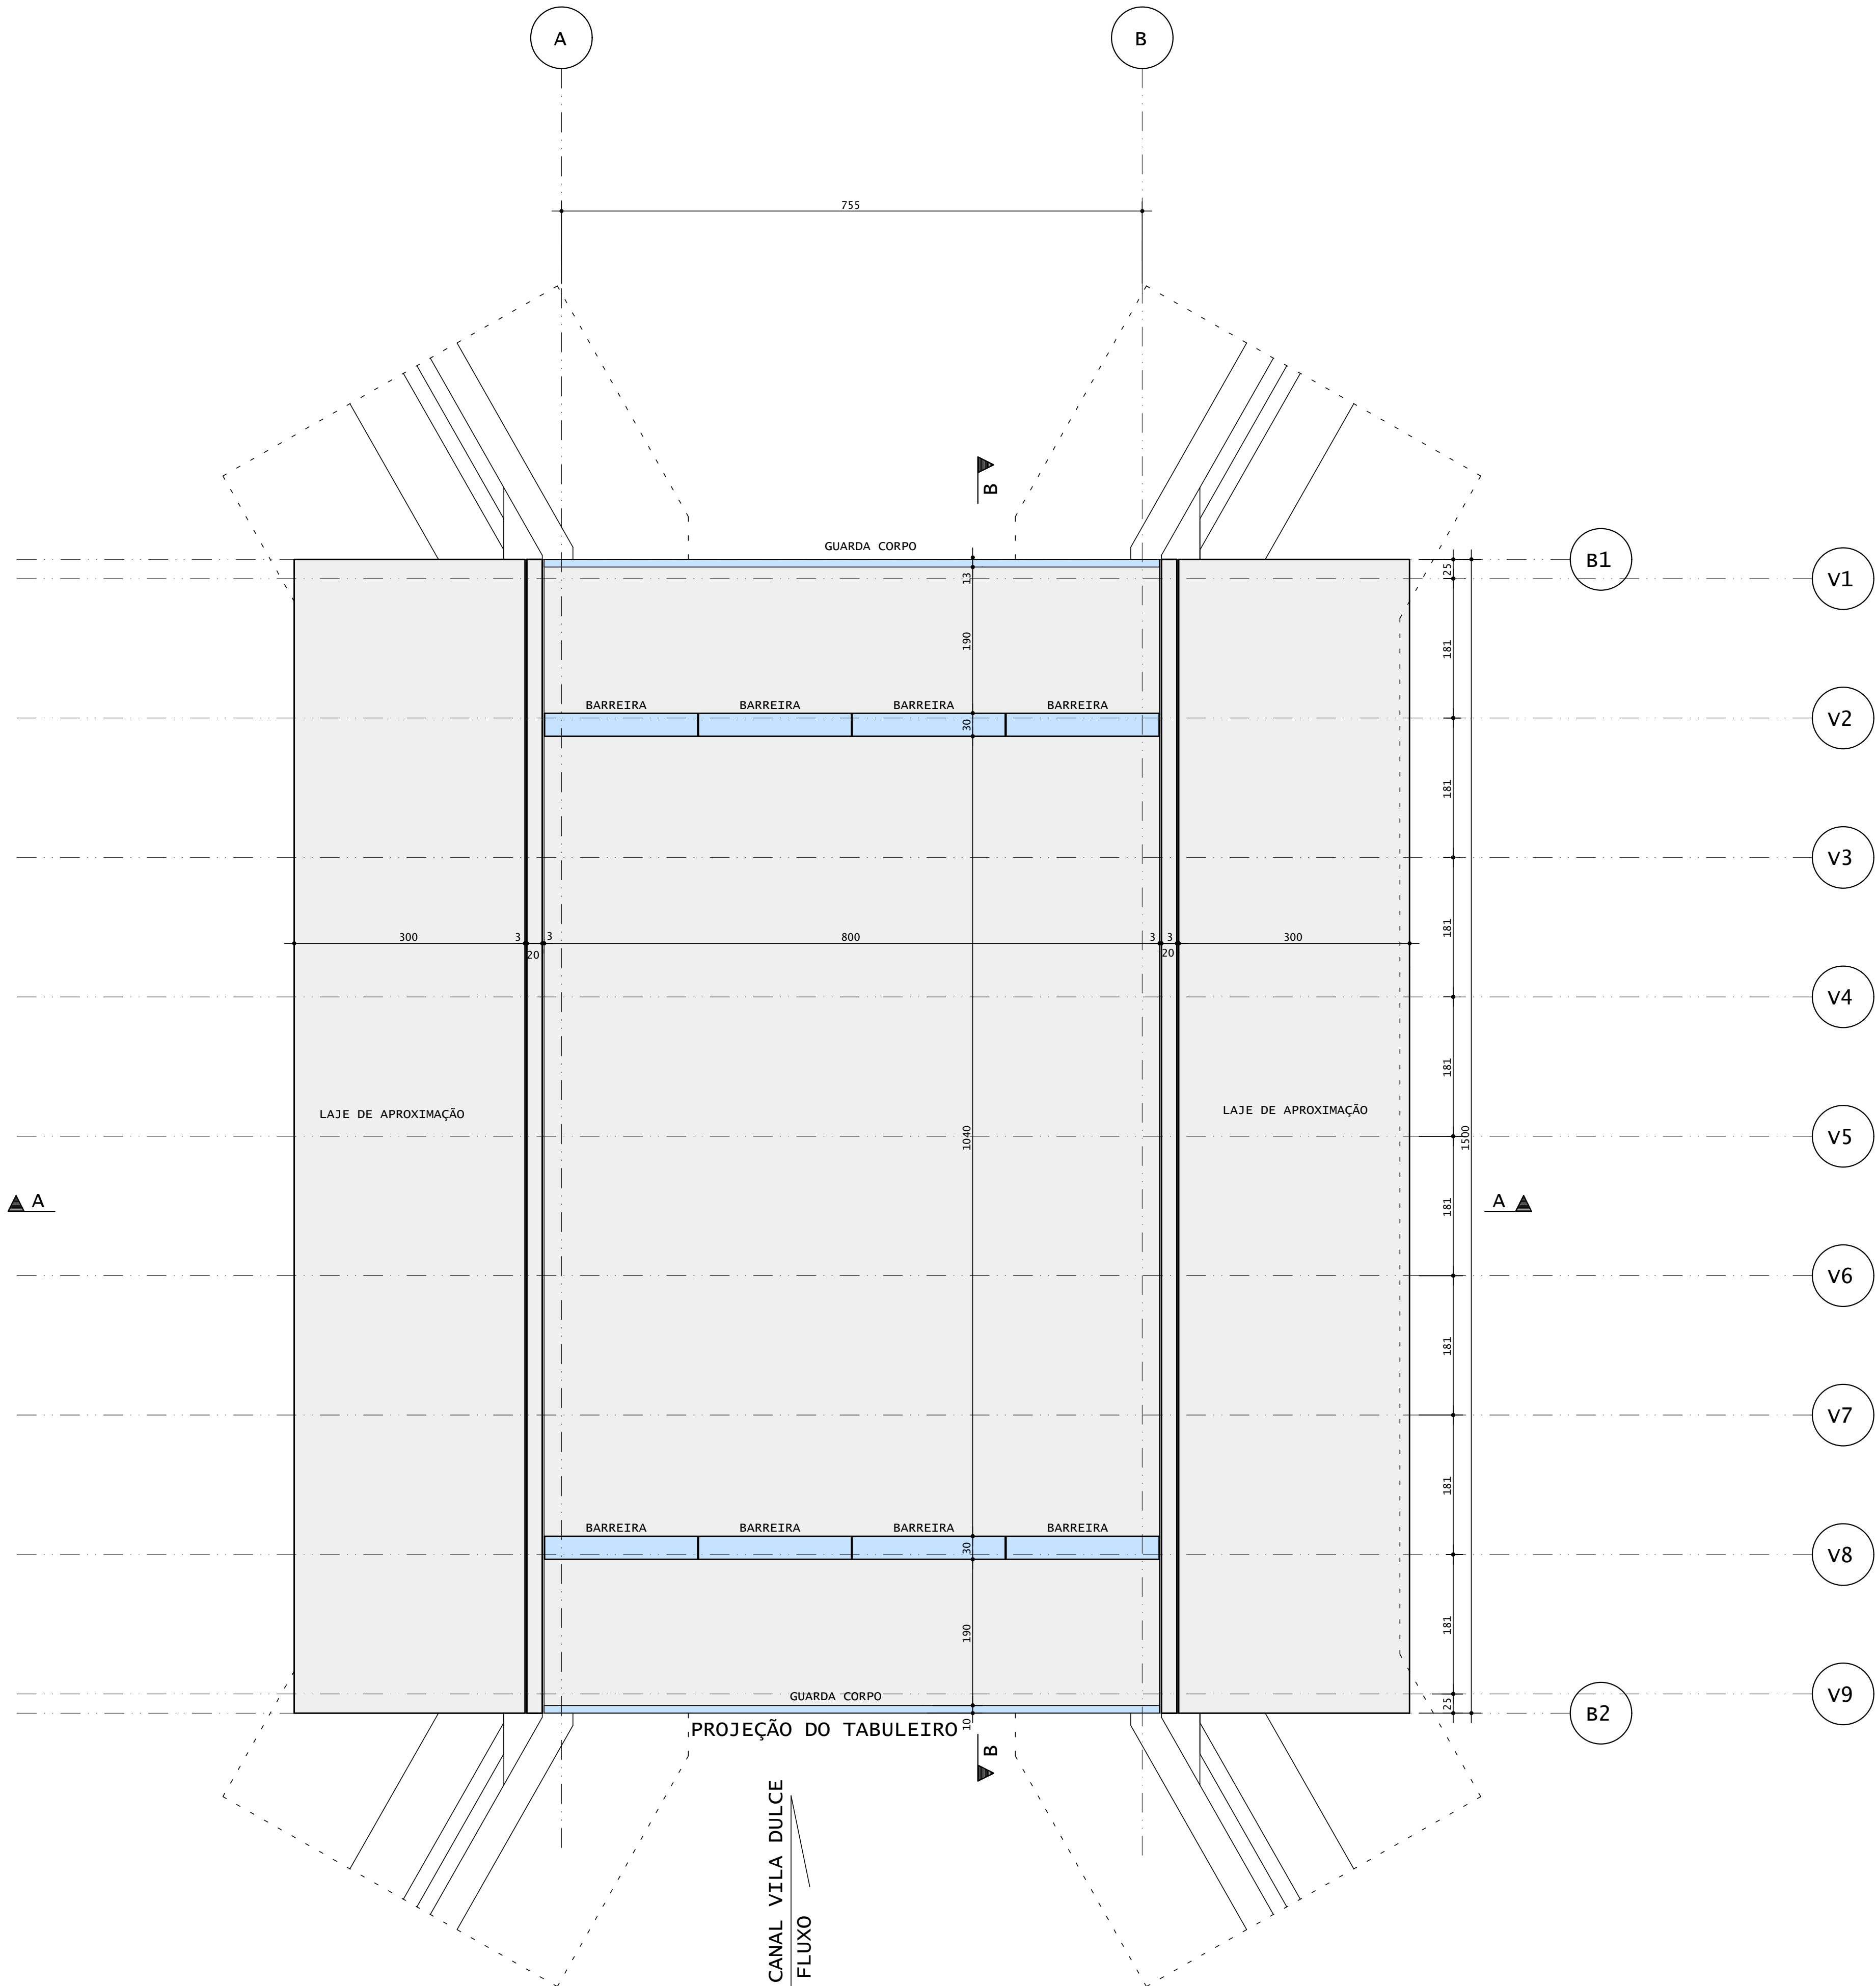 A
B
755
B
GUARDA CORPO
B1
13
25
V1
190
181
BARREIRA BARREIRA BARREIRA BARREIRA
30
V2
181
V3
181
300 3 20 3 800 3 3 20 300
V4
181
LAJE DE APROXIMAÇÃO
LAJE DE APROXIMAÇÃO
1040
1500
V5
A
A
181
V6
181
V7
181
BARREIRA BARREIRA BARREIRA BARREIRA
30
V8
190
181
GUARDA CORPO
V9
25
10
B2
PROJEÇÃO DO TABULEIRO
B
CANAL VILA DULCE
FLUXO